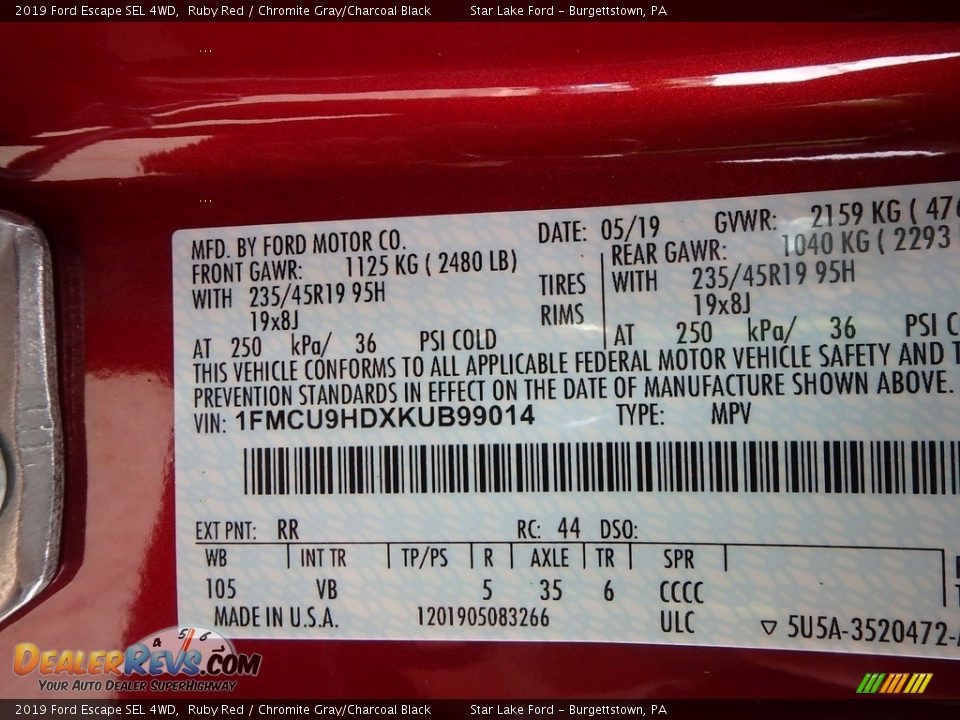 2019 Ford Escape SEL 4WD,  Ruby Red / Chromite Gray/Charcoal Black  Star Lake Ford - Burgettstown, PA
MFD. BY FORD MOTOR CO. DATE: 05/19 GVWR: 2159 KG ( 476
FRONT GAWR: 1125 KG ( 2480 LB) REAR GAWR: 1040 KG ( 2293
WITH 235/45R19 95H TIRES WITH 235/45R19 95H
19x8J RIMS 19x8J
AT 250 kPa/ 36 PSI COLD AT 250 kPa/ 36 PSI C
THIS VEHICLE CONFORMS TO ALL APPLICABLE FEDERAL MOTOR VEHICLE SAFETY AND T
PREVENTION STANDARDS IN EFFECT ON THE DATE OF MANUFACTURE SHOWN ABOVE.
VIN: 1FMCU9HDXKUB99014 TYPE: MPV
EXT PNT: RR RC: 44 DSO:
WB INT TR TP/PS R AXLE TR SPR
105 VB 5 35 6 CCCC
MADE IN U.S.A. 1201905083266 ULC ▽ 5U5A-3520472-
4 5 6
DEALERREVS.COM
YOUR AUTO DEALER SUPERHIGHWAY
2019 Ford Escape SEL 4WD,  Ruby Red / Chromite Gray/Charcoal Black  Star Lake Ford - Burgettstown, PA